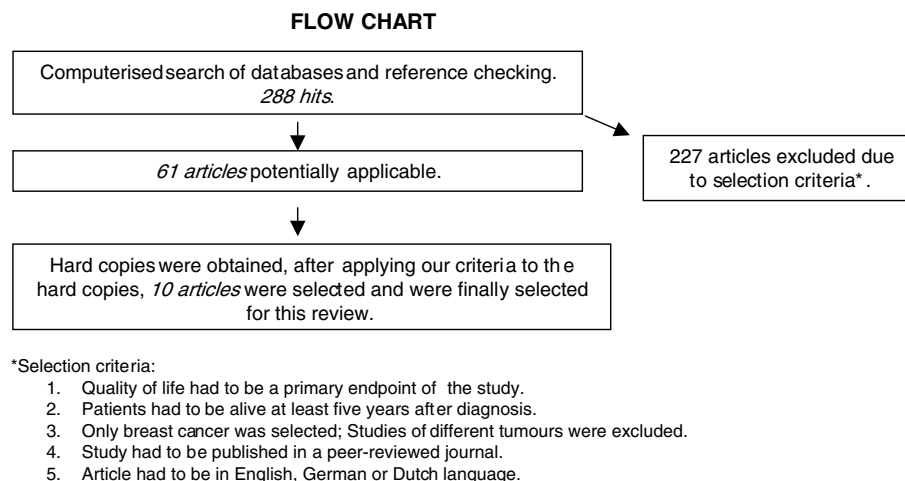 FLOW CHART
Computerised search of databases and reference checking.
288 hits.
61 articles potentially applicable.
227 articles excluded due
to selection criteria*.
Hard copies were obtained, after applying our criteria to the
hard copies, 10 articles were selected and were finally selected
for this review.
*Selection criteria:
1. Quality of life had to be a primary endpoint of the study.
2. Patients had to be alive at least five years after diagnosis.
3. Only breast cancer was selected; Studies of different tumours were excluded.
4. Study had to be published in a peer-reviewed journal.
5. Article had to be in English, German or Dutch language.